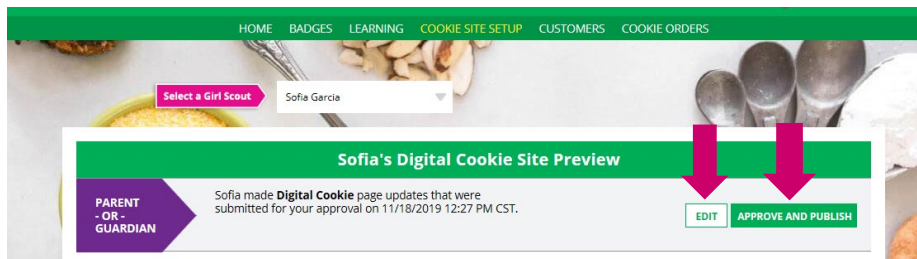 HOME BADGES LEARNING COOKIE SITE SETUP CUSTOMERS COOKIE ORDERS
Select a Girl Scout Sofia Garcia
Sofia's Digital Cookie Site Preview
PARENT
- OR -
GUARDIAN
Sofia made Digital Cookie page updates that were
submitted for your approval on 11/18/2019 12:27 PM CST.
EDIT APPROVE AND PUBLISH